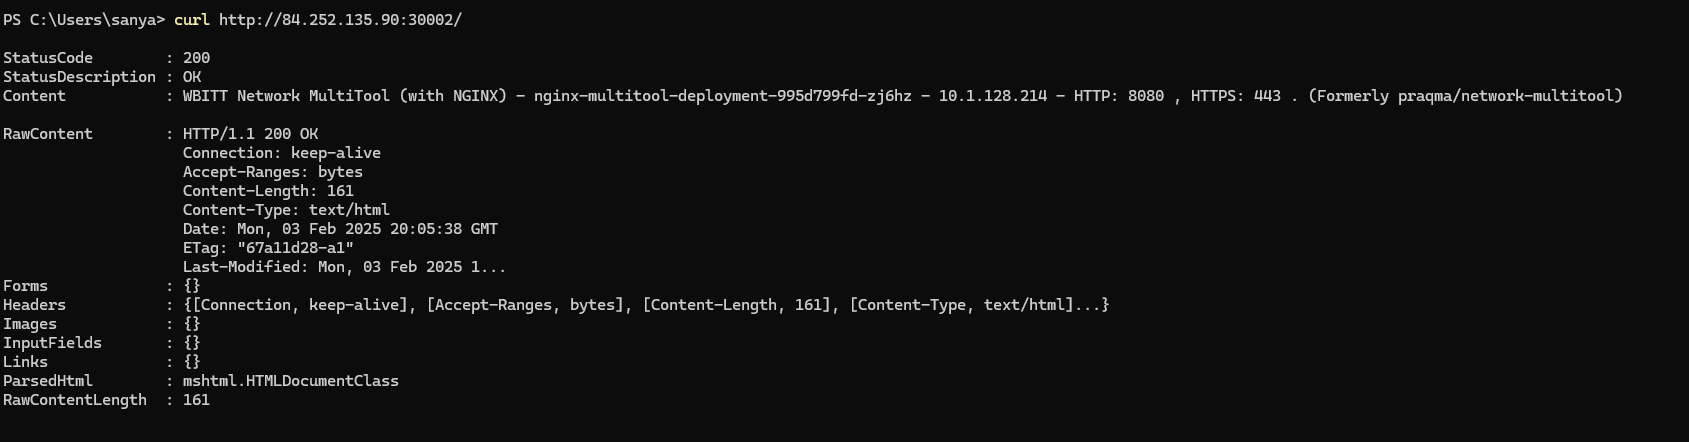 PS C:\Users\sanya> curl http://84.252.135.90:30002/
StatusCode        : 200
StatusDescription : OK
Content           : WBITT Network MultiTool (with NGINX) - nginx-multitool-deployment-995d799fd-zj6hz - 10.1.128.214 - HTTP: 8080 , HTTPS: 443 . (Formerly praqma/network-multitool)
RawContent        : HTTP/1.1 200 OK
                    Connection: keep-alive
                    Accept-Ranges: bytes
                    Content-Length: 161
                    Content-Type: text/html
                    Date: Mon, 03 Feb 2025 20:05:38 GMT
                    ETag: "67a11d28-a1"
                    Last-Modified: Mon, 03 Feb 2025 1...
Forms             : {}
Headers           : {[Connection, keep-alive], [Accept-Ranges, bytes], [Content-Length, 161], [Content-Type, text/html]...}
Images            : {}
InputFields       : {}
Links             : {}
ParsedHtml        : mshtml.HTMLDocumentClass
RawContentLength  : 161